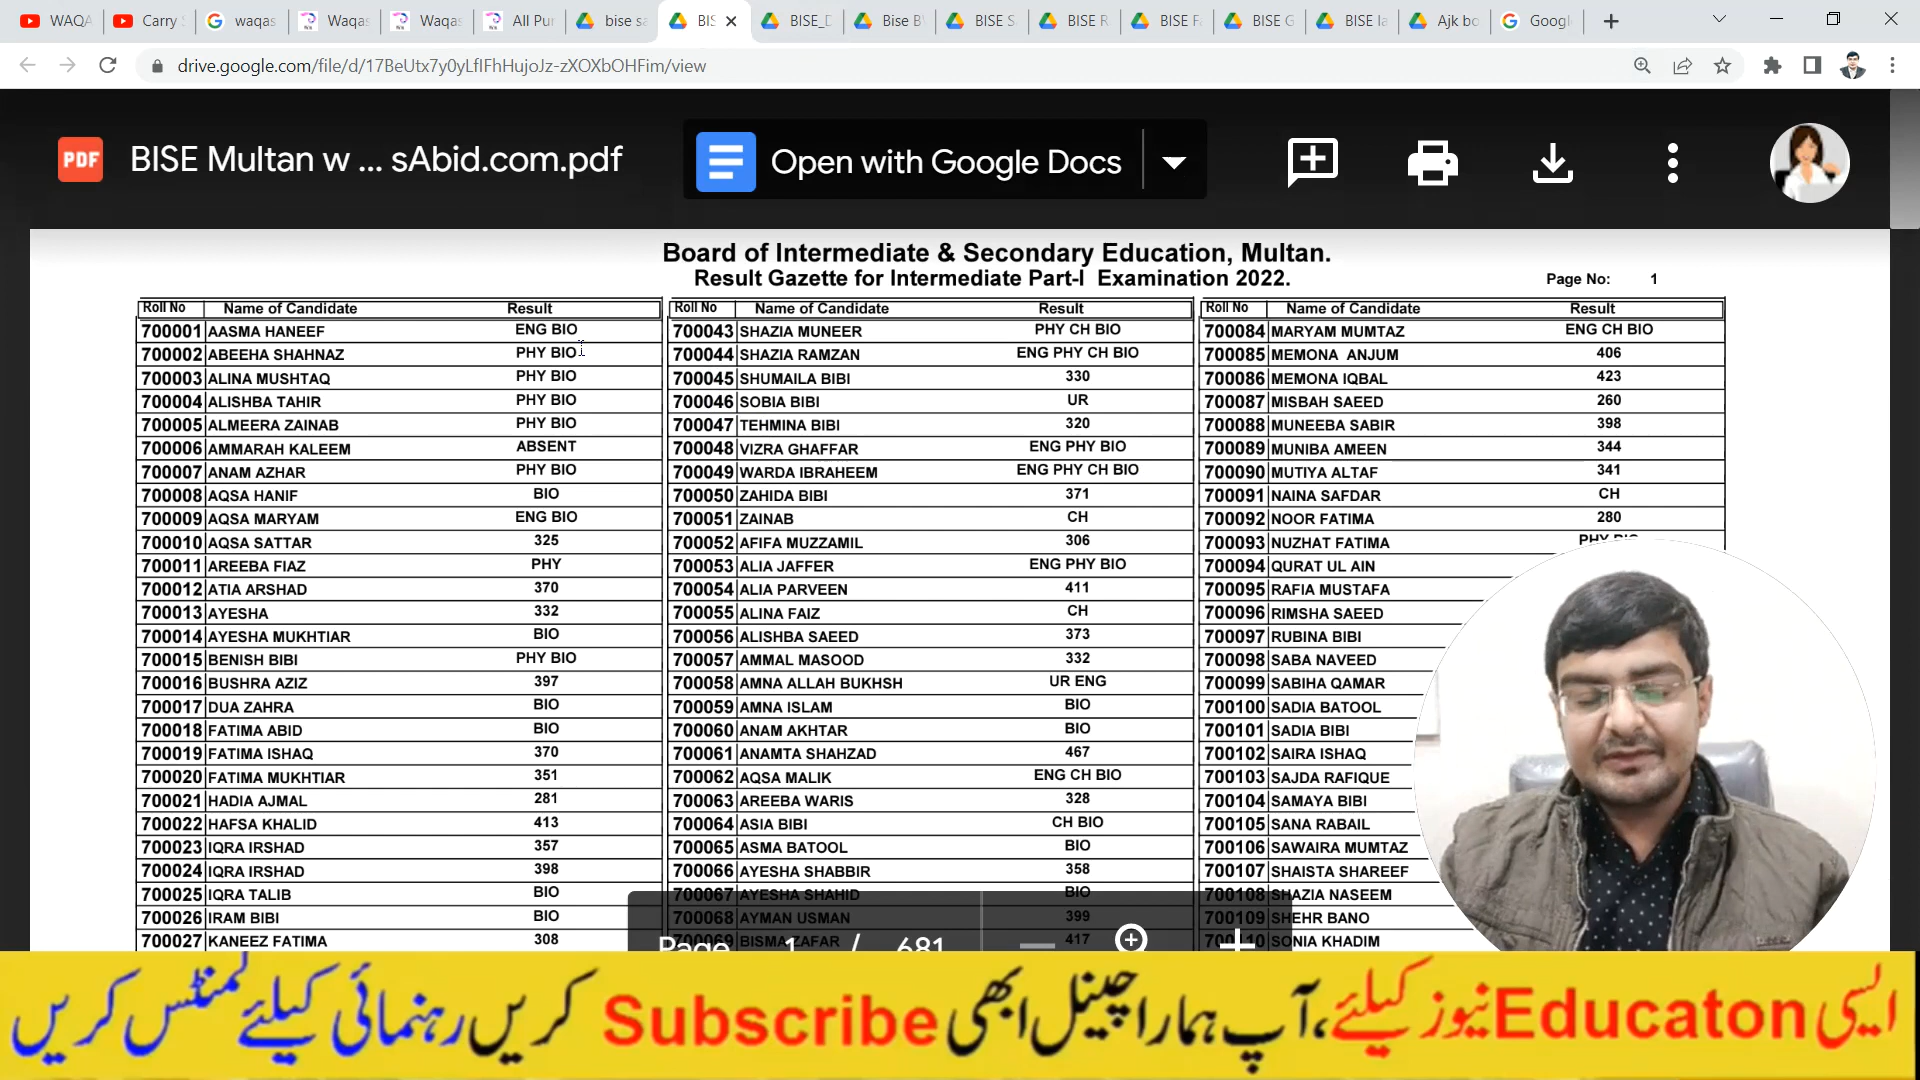 WAQA
Carry
waqas
Waqas
Waqas
All Pur
bise sa
BIS
BISE_D
Bise B
BISE S
BISE R
BISE F
BISE G
BISE la
Ajk bo
Googl
drive.google.com/file/d/17BeUtx7y0yLfIFhHujoJz-zXOXbOHFim/view
PDF
BISE Multan w ... sAbid.com.pdf
Open with Google Docs
Board of Intermediate & Secondary Education, Multan.
Result Gazette for Intermediate Part-I Examination 2022.
Page No: 1
Roll No Name of Candidate Result
700001 AASMA HANEEF ENG BIO
700002 ABEEHA SHAHNAZ PHY BIO
700003 ALINA MUSHTAQ PHY BIO
700004 ALISHBA TAHIR PHY BIO
700005 ALMEERA ZAINAB PHY BIO
700006 AMMARAH KALEEM ABSENT
700007 ANAM AZHAR PHY BIO
700008 AQSA HANIF BIO
700009 AQSA MARYAM ENG BIO
700010 AQSA SATTAR 325
700011 AREEBA FIAZ PHY
700012 ATIA ARSHAD 370
700013 AYESHA 332
700014 AYESHA MUKHTIAR BIO
700015 BENISH BIBI PHY BIO
700016 BUSHRA AZIZ 397
700017 DUA ZAHRA BIO
700018 FATIMA ABID BIO
700019 FATIMA ISHAQ 370
700020 FATIMA MUKHTIAR 351
700021 HADIA AJMAL 281
700022 HAFSA KHALID 413
700023 IQRA IRSHAD 357
700024 IQRA IRSHAD 398
700025 IQRA TALIB BIO
700026 IRAM BIBI BIO
700027 KANEEZ FATIMA 308
Roll No Name of Candidate Result
700043 SHAZIA MUNEER PHY CH BIO
700044 SHAZIA RAMZAN ENG PHY CH BIO
700045 SHUMAILA BIBI 330
700046 SOBIA BIBI UR
700047 TEHMINA BIBI 320
700048 VIZRA GHAFFAR ENG PHY BIO
700049 WARDA IBRAHEEM ENG PHY CH BIO
700050 ZAHIDA BIBI 371
700051 ZAINAB CH
700052 AFIFA MUZZAMIL 306
700053 ALIA JAFFER ENG PHY BIO
700054 ALIA PARVEEN 411
700055 ALINA FAIZ CH
700056 ALISHBA SAEED 373
700057 AMMAL MASOOD 332
700058 AMNA ALLAH BUKHSH UR ENG
700059 AMNA ISLAM BIO
700060 ANAM AKHTAR BIO
700061 ANAMTA SHAHZAD 467
700062 AQSA MALIK ENG CH BIO
700063 AREEBA WARIS 328
700064 ASIA BIBI CH BIO
700065 ASMA BATOOL BIO
700066 AYESHA SHABBIR 358
700067 AYESHA SHAHID BIO
700068 AYMAN USMAN 399
700069 BISMA ZAFAR 417
Roll No Name of Candidate Result
700084 MARYAM MUMTAZ ENG CH BIO
700085 MEMONA ANJUM 406
700086 MEMONA IQBAL 423
700087 MISBAH SAEED 260
700088 MUNEEBA SABIR 398
700089 MUNIBA AMEEN 344
700090 MUTIYA ALTAF 341
700091 NAINA SAFDAR CH
700092 NOOR FATIMA 280
700093 NUZHAT FATIMA PHY BIO
700094 QURAT UL AIN
700095 RAFIA MUSTAFA
700096 RIMSHA SAEED
700097 RUBINA BIBI
700098 SABA NAVEED
700099 SABIHA QAMAR
700100 SADIA BATOOL
700101 SADIA BIBI
700102 SAIRA ISHAQ
700103 SAJDA RAFIQUE
700104 SAMAYA BIBI
700105 SANA RABAIL
700106 SAWAIRA MUMTAZ
700107 SHAISTA SHAREEF
700108 SHAZIA NASEEM
700109 SHEHR BANO
700110 SONIA KHADIM
Page 1 / 681
ایسی Educatonنیوز کیلئے، آپ ہمارا چینل ابھی Subscribe کریں رہنمائی کیلئے کمنٹس کریں